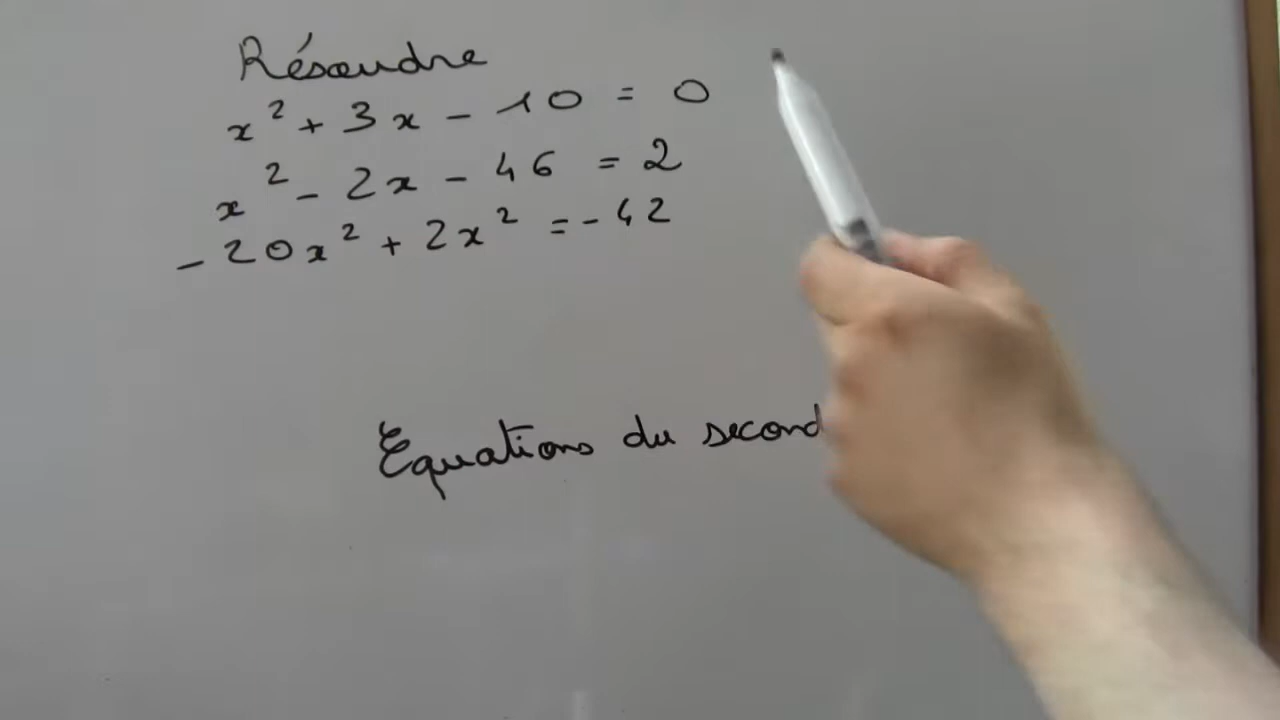 Résoudre
x² + 3x - 10 = 0
x² - 2x - 46 = 2
- 20x² + 2x² = - 42
Equations du second